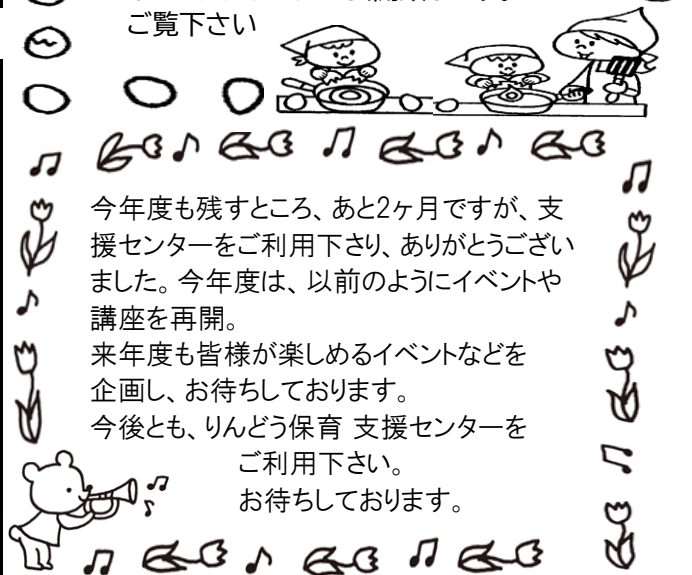 ご覧下さい
今年度も残すところ、あと2ヶ月ですが、支
援センターをご利用下さり、ありがとうござい
ました。今年度は、以前のようにイベントや
講座を再開。
来年度も皆様が楽しめるイベントなどを
企画し、お待ちしております。
今後とも、りんどう保育 支援センターを
ご利用下さい。
お待ちしております。